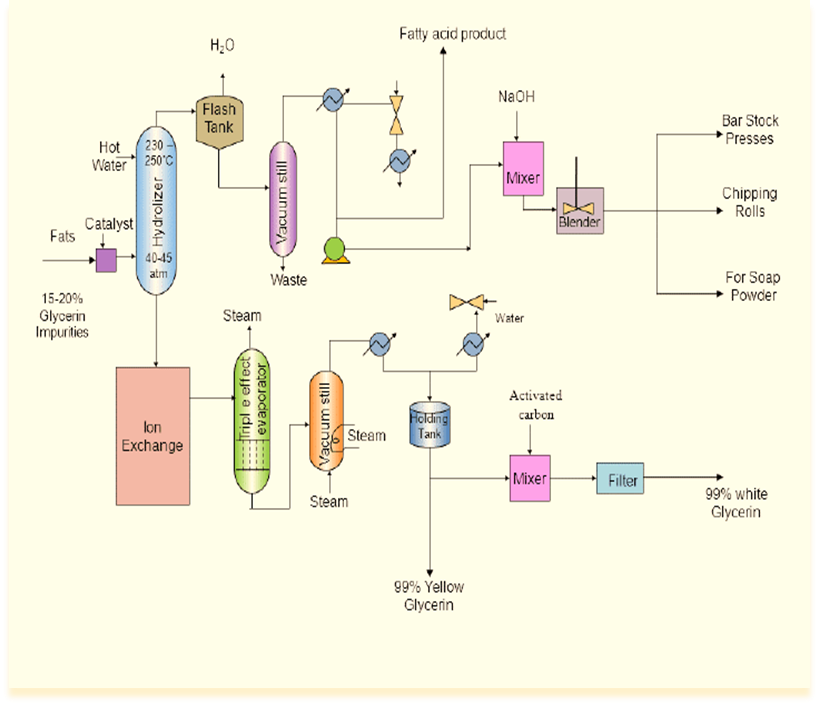 Fatty acid product
H₂O
Flash
Tank
NaOH
Bar Stock
Presses
Hot
Water
230 –
250°C
Hydrolizer
40-45
atm
Vacuum still
Mixer
Chipping
Rolls
Catalyst
Blender
Fats
Waste
For Soap
Powder
15-20%
Glycerin
Impurities
Steam
Water
Ion
Exchange
Tripl e effect
evaporator
Vacuum still
Steam
Steam
Holding
Tank
Activated
carbon
Mixer
Filter
99% white
Glycerin
99% Yellow
Glycerin